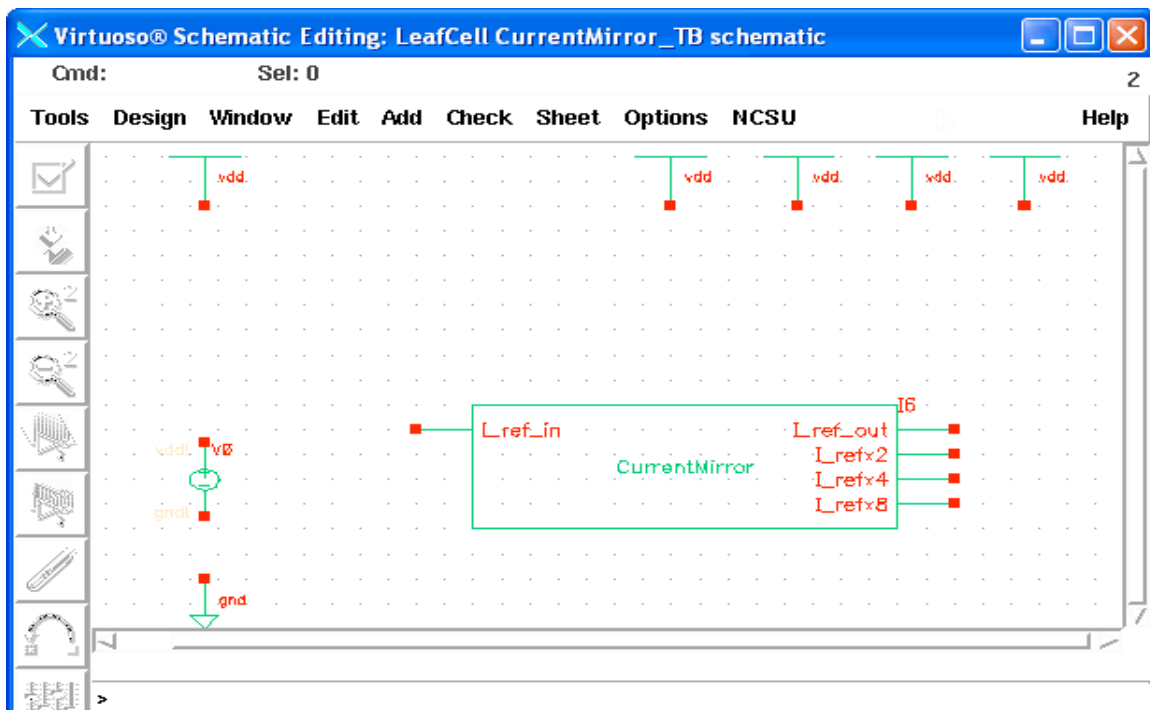 Virtuoso® Schematic Editing: LeafCell CurrentMirror_TB schematic
Cmd: Sel: 0 2
Tools Design Window Edit Add Check Sheet Options NCSU Help
vdd vdd vdd vdd vdd
I6
I_ref_in I_ref_out
vdd! V0 I_refx2
CurrentMirror
I_refx4
gnd! I_refx8
gnd
>